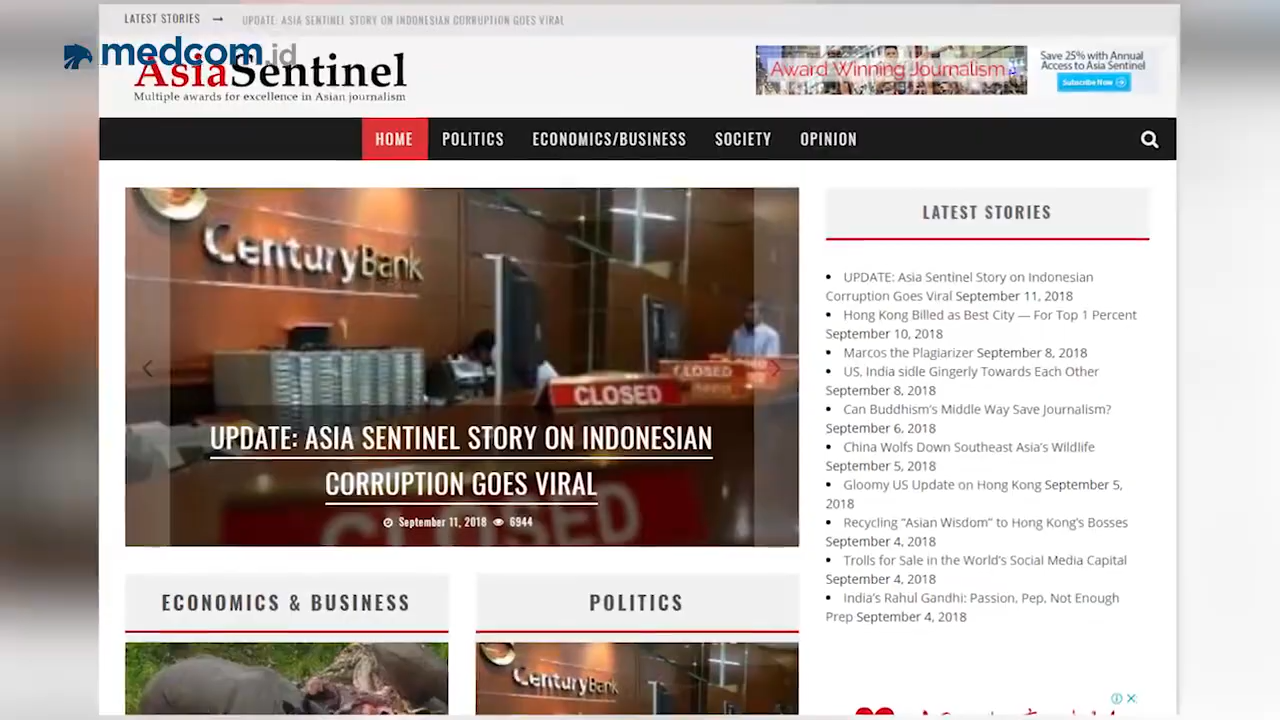 LATEST STORIES → UPDATE: ASIA SENTINEL STORY ON INDONESIAN CORRUPTION GOES VIRAL
medcom.id
AsiaSentinel
Multiple awards for excellence in Asian journalism
Award Winning Journalism
Save 25% with Annual
Access to Asia Sentinel
Subscribe Now
HOME POLITICS ECONOMICS/BUSINESS SOCIETY OPINION
CenturyBank
CLOSED
CLOSED
UPDATE: ASIA SENTINEL STORY ON INDONESIAN
CORRUPTION GOES VIRAL
September 11, 2018 6944
CLOSED
LATEST STORIES
• UPDATE: Asia Sentinel Story on Indonesian
Corruption Goes Viral September 11, 2018
• Hong Kong Billed as Best City — For Top 1 Percent
September 10, 2018
• Marcos the Plagiarizer September 8, 2018
• US, India sidle Gingerly Towards Each Other
September 8, 2018
• Can Buddhism's Middle Way Save Journalism?
September 6, 2018
• China Wolfs Down Southeast Asia's Wildlife
September 5, 2018
• Gloomy US Update on Hong Kong September 5,
2018
• Recycling "Asian Wisdom" to Hong Kong's Bosses
September 4, 2018
• Trolls for Sale in the World's Social Media Capital
September 4, 2018
• India's Rahul Gandhi: Passion, Pep, Not Enough
Prep September 4, 2018
ECONOMICS & BUSINESS
POLITICS
CenturyBank